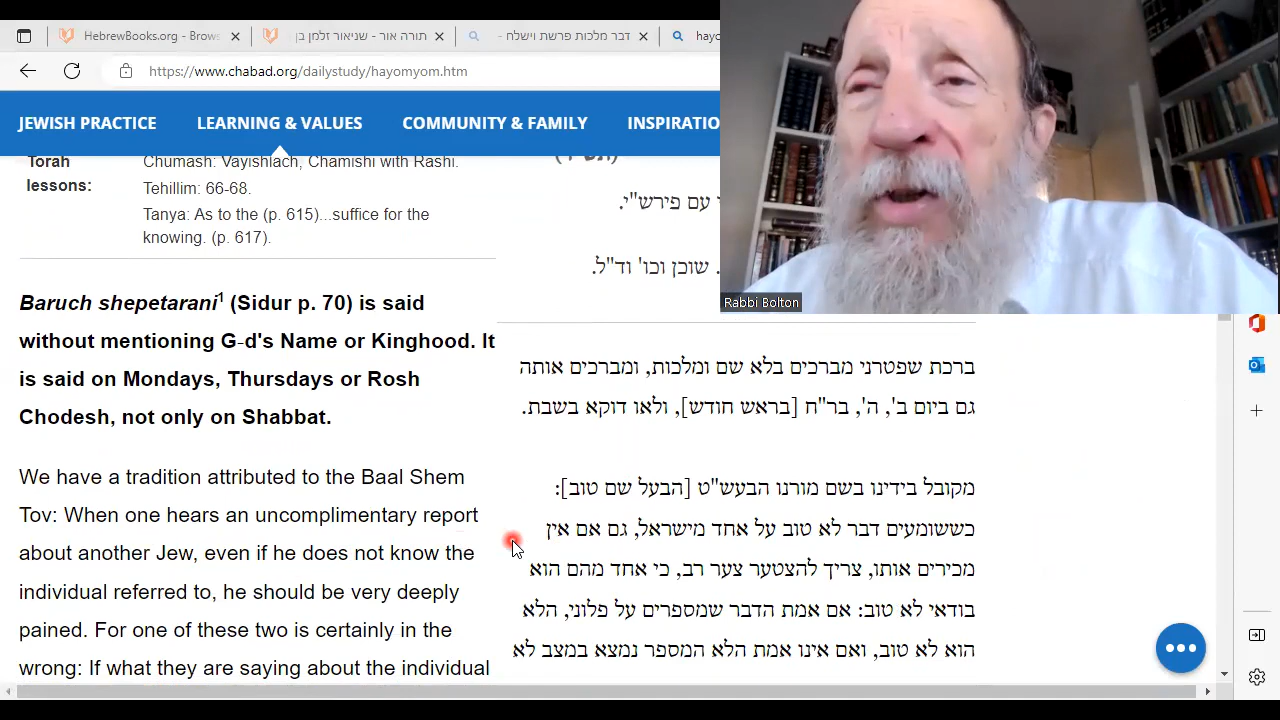 HebrewBooks.org - Brows
תורה אור - שניאור זלמן בן
דבר מלכות פרשת וישלח -
hayo
https://www.chabad.org/dailystudy/hayomyom.htm
JEWISH PRACTICE
LEARNING & VALUES
COMMUNITY & FAMILY
INSPIRATIO
Torah
lessons:
Chumash: Vayishlach, Chamishi with Rashi.
Tehillim: 66-68.
Tanya: As to the (p. 615)...suffice for the
knowing. (p. 617).
Baruch shepetarani1 (Sidur p. 70) is said
without mentioning G-d's Name or Kinghood. It
is said on Mondays, Thursdays or Rosh
Chodesh, not only on Shabbat.
We have a tradition attributed to the Baal Shem
Tov: When one hears an uncomplimentary report
about another Jew, even if he does not know the
individual referred to, he should be very deeply
pained. For one of these two is certainly in the
wrong: If what they are saying about the individual
י עם פירש"י.
. שוכן וכו' וד"ל.
ברכת שפטרני מברכים בלא שם ומלכות, ומברכים אותה
גם ביום ב', ה', בר"ח [בראש חודש], ולאו דוקא בשבת.
מקובל בידינו בשם מורנו הבעש"ט [הבעל שם טוב]:
כששומעים דבר לא טוב על אחד מישראל, גם אם אין
מכירים אותו, צריך להצטער צער רב, כי אחד מהם הוא
בודאי לא טוב: אם אמת הדבר שמספרים על פלוני, הלא
הוא לא טוב, ואם אינו אמת הלא המספר נמצא במצב לא
Rabbi Bolton